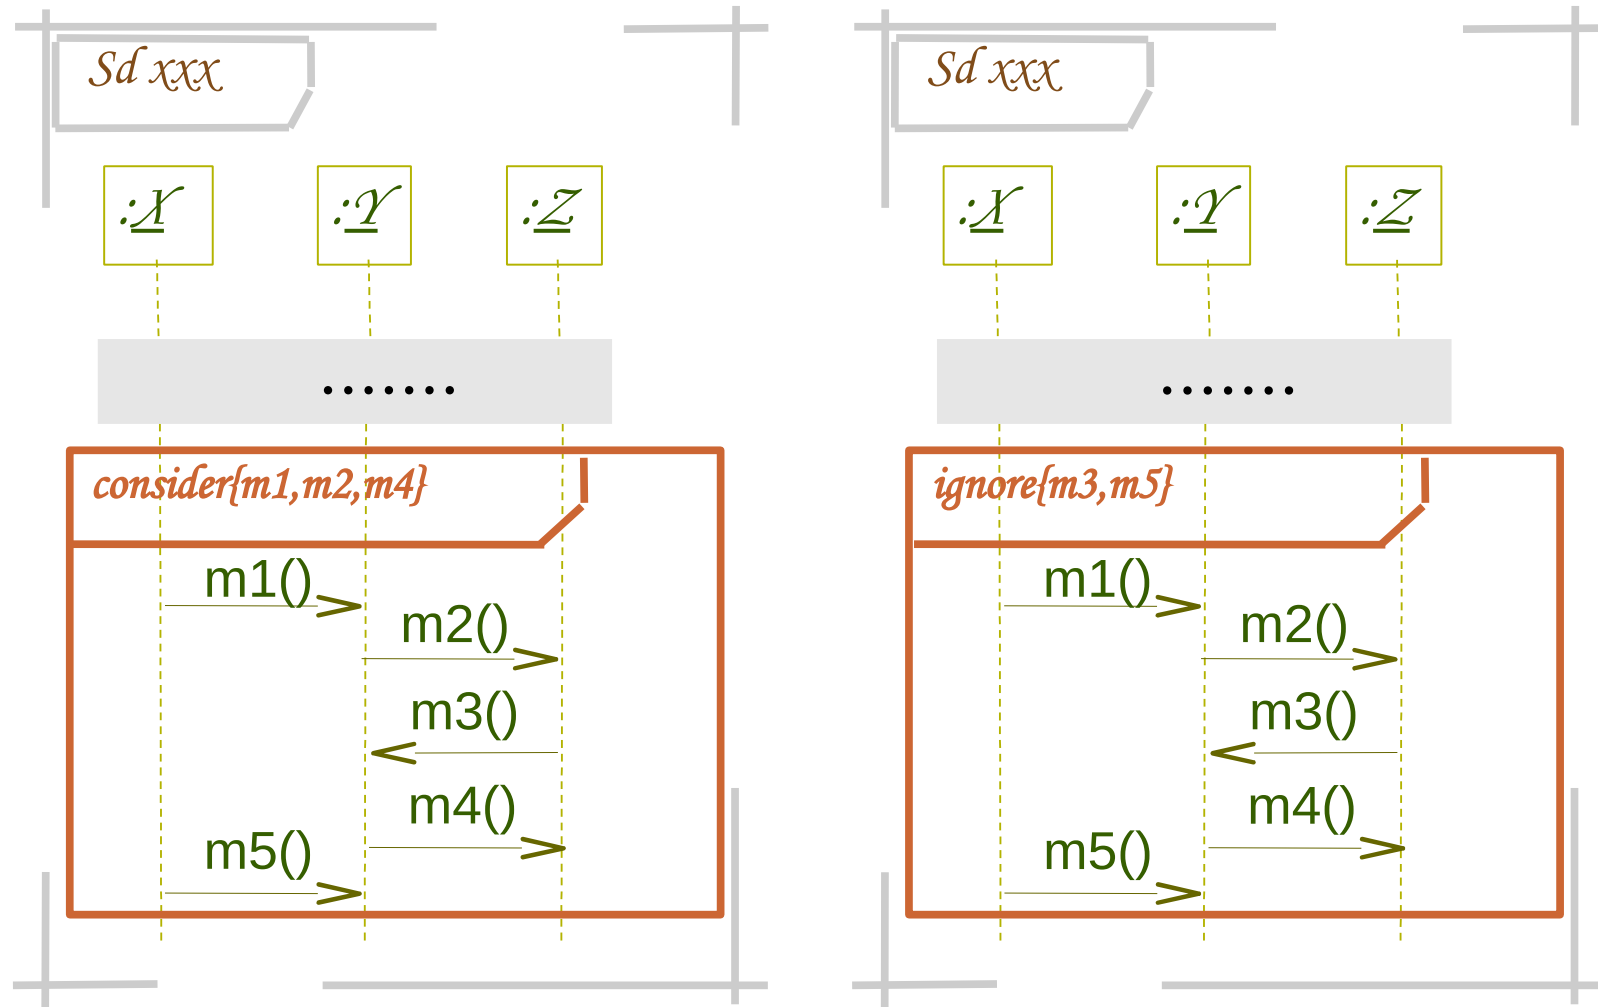 Sd xxx
:X :Y :Z
.......
consider{m1,m2,m4}
m1()
m2()
m3()
m4()
m5()
Sd xxx
:X :Y :Z
.......
ignore{m3,m5}
m1()
m2()
m3()
m4()
m5()